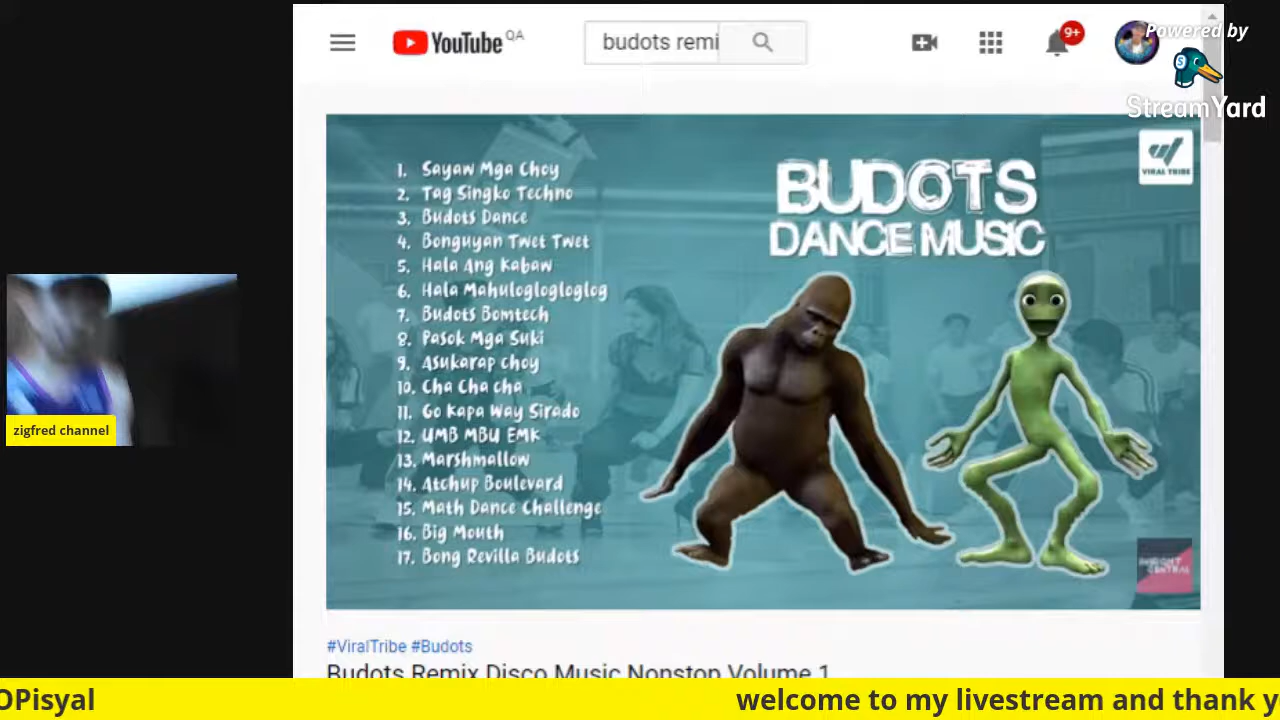 YouTube QA
budots remi
9+
Powered by
StreamYard
BUDOTS
DANCE MUSIC
VIRAL TRIBE
1. Sayaw Mga Choy
2. Tag Singko Techno
3. Budots Dance
4. Bonguyan Twet Twet
5. Hala Ang Kabaw
6. Hala Mahulogloglogloglog
7. Budots Bomtech
8. Pasok Mga Suki
9. Asukarap choy
10. Cha Cha cha
11. Go Kapa Way Sirado
12. UMB MBU EMK
13. Marshmallow
14. Atchup Boulevard
15. Math Dance Challenge
16. Big Mouth
17. Bong Revilla Budots
zigfred channel
#ViralTribe #Budots
Budots Remix Disco Music Nonstop Volume 1
OPisyal
welcome to my livestream and thank y